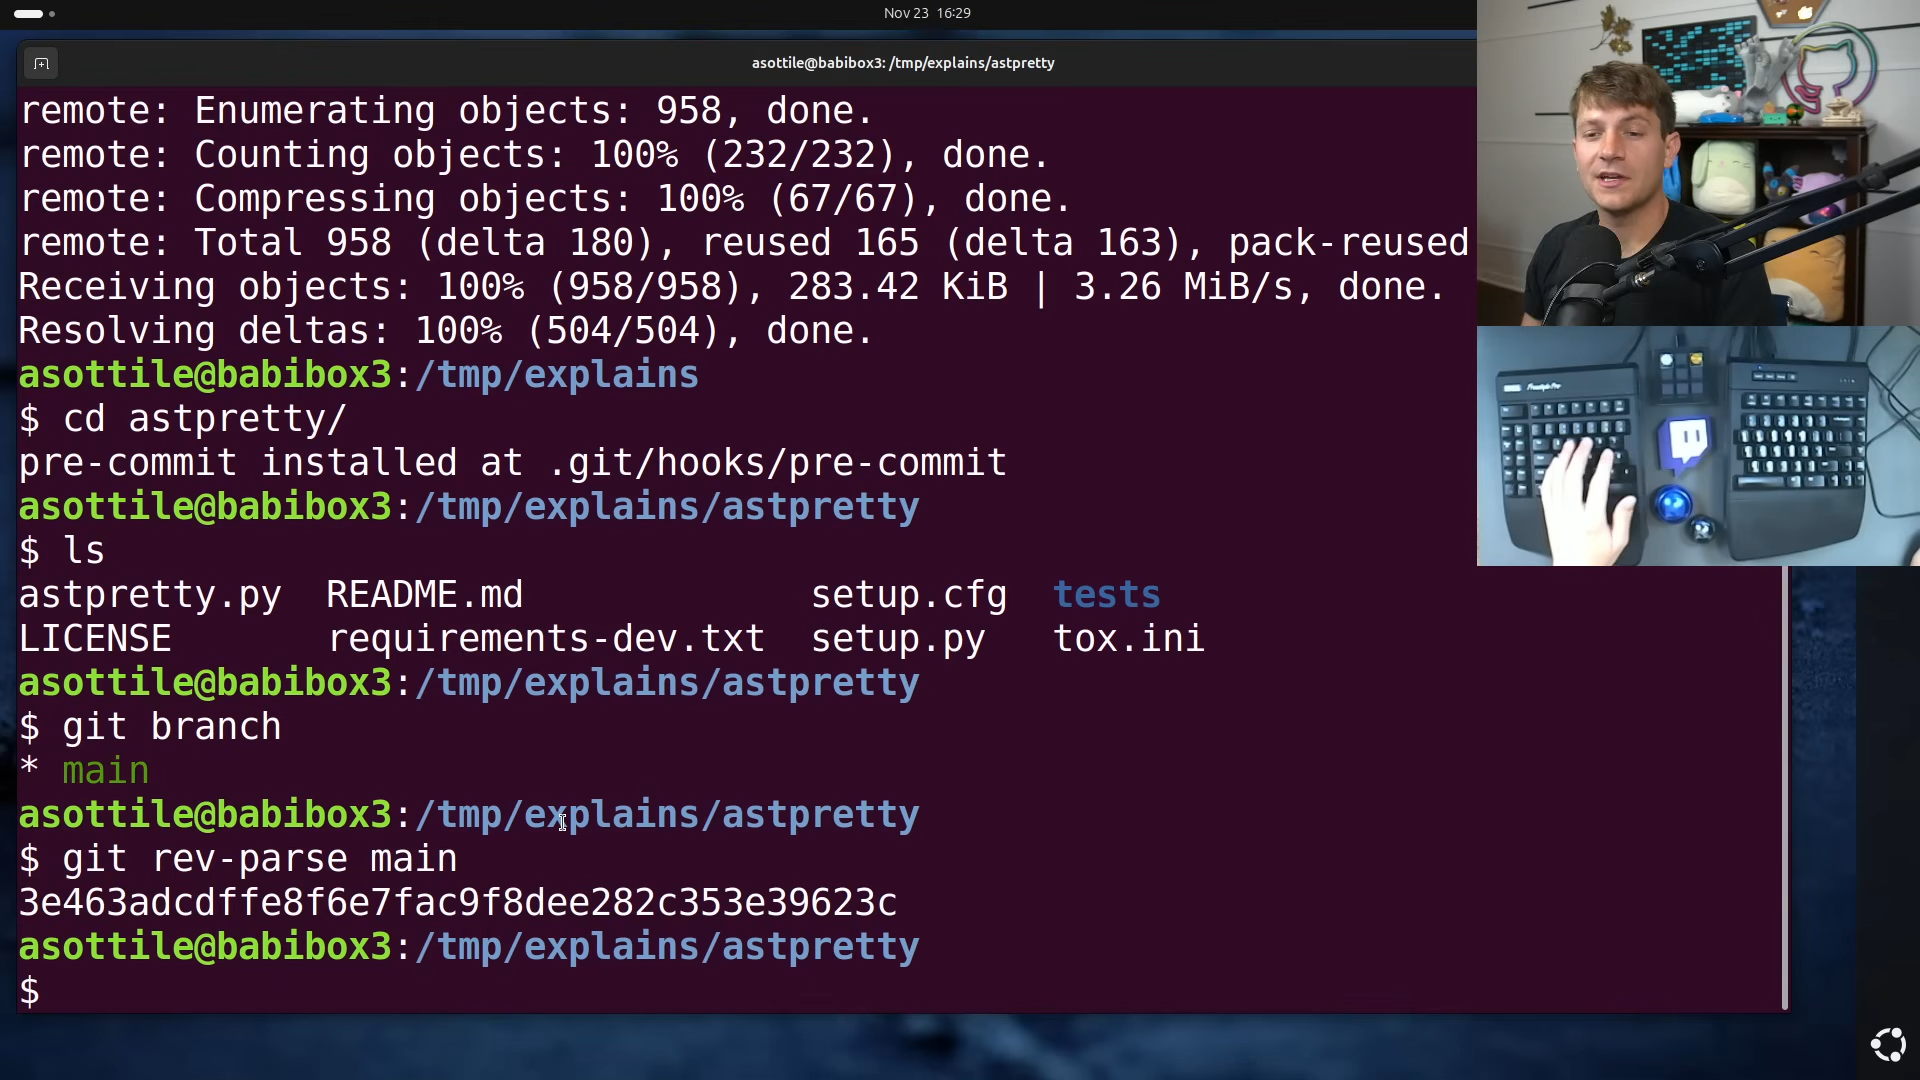 Nov 23 16:29
asottile@babibox3: /tmp/explains/astpretty
remote: Enumerating objects: 958, done.
remote: Counting objects: 100% (232/232), done.
remote: Compressing objects: 100% (67/67), done.
remote: Total 958 (delta 180), reused 165 (delta 163), pack-reused
Receiving objects: 100% (958/958), 283.42 KiB | 3.26 MiB/s, done.
Resolving deltas: 100% (504/504), done.
asottile@babibox3:/tmp/explains
$ cd astpretty/
pre-commit installed at .git/hooks/pre-commit
asottile@babibox3:/tmp/explains/astpretty
$ ls
astpretty.py README.md setup.cfg tests
LICENSE requirements-dev.txt setup.py tox.ini
asottile@babibox3:/tmp/explains/astpretty
$ git branch
* main
asottile@babibox3:/tmp/explains/astpretty
$ git rev-parse main
3e463adcdffe8f6e7fac9f8dee282c353e39623c
asottile@babibox3:/tmp/explains/astpretty
$